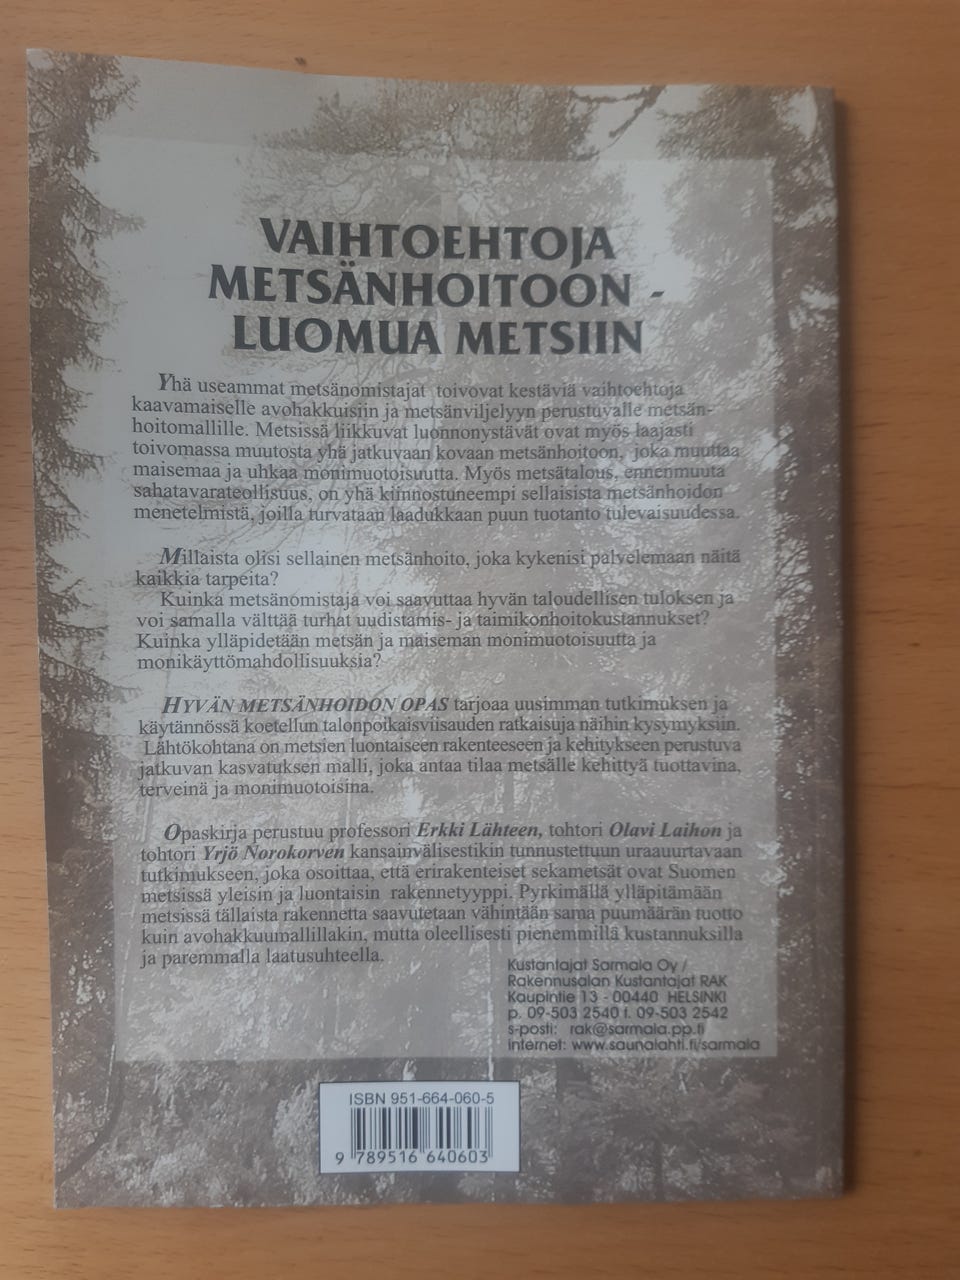 VAIHTOEHTOJA
METSÄNHOITOON -
LUOMUA METSIIN
Yhä useammat metsänomistajat toivovat kestäviä vaihtoehtoja
kaavamaiselle avohakkuisiin ja metsänviljelyyn perustuvalle metsän-
hoitomallille. Metsissä liikkuvat luonnonystävät ovat myös laajasti
toivomassa muutosta yhä jatkuvaan kovaan metsänhoitoon, joka muuttaa
maisemaa ja uhkaa monimuotoisuutta. Myös metsätalous, ennenmuuta
sahatavarateollisuus, on yhä kiinnostuneempi sellaisista metsänhoidon
menetelmistä, joilla turvataan laadukkaan puun tuotanto tulevaisuudessa.
Millaista olisi sellainen metsänhoito, joka kykenisi palvelemaan näitä
kaikkia tarpeita?
Kuinka metsänomistaja voi saavuttaa hyvän taloudellisen tuloksen ja
voi samalla välttää turhat uudistamis- ja taimikonhoitokustannukset?
Kuinka ylläpidetään metsän ja maiseman monimuotoisuutta ja
monikäyttömahdollisuuksia?
HYVÄN METSÄNHOIDON OPAS tarjoaa uusimman tutkimuksen ja
käytännössä koetellun talonpoikaisviisauden ratkaisuja näihin kysymyksiin.
Lähtökohtana on metsien luontaiseen rakenteeseen ja kehitykseen perustuva
jatkuvan kasvatuksen malli, joka antaa tilaa metsälle kehittyä tuottavina,
terveinä ja monimuotoisina.
Opaskirja perustuu professori Erkki Lähteen, tohtori Olavi Laihon ja
tohtori Yrjö Norokorven kansainvälisestikin tunnustettuun uraauurtavaan
tutkimukseen, joka osoittaa, että erirakenteiset sekametsät ovat Suomen
metsissä yleisin ja luontaisin rakennetyyppi. Pyrkimällä ylläpitämään
metsissä tällaista rakennetta saavutetaan vähintään sama puumäärän tuotto
kuin avohakkuumallillakin, mutta oleellisesti pienemmillä kustannuksilla
ja paremmalla laatusuhteella.
Kustantajat Sarmala Oy /
Rakennusalan Kustantajat RAK
Kaupintie 13 - 00440 HELSINKI
p. 09-503 2540 f. 09-503 2542
s-posti: rak@sarmala.pp.fi
internet: www.saunalahti.fi/sarmala
ISBN 951-664-060-5
9 789516 640603